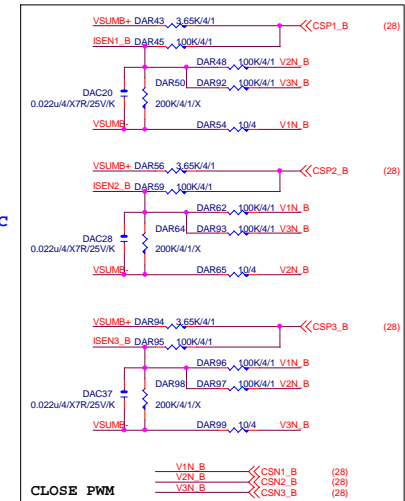 VSUMB+ DAR43 3.65K/4/1 CSP1_B (28)
ISEN1_B DAR45 100K/4/1
DAR48 100K/4/1 V2N_B
DAC20 DAR50 DAR92 100K/4/1 V3N_B
0.022u/4/X7R/25V/K 200K/4/1/X
VSUMB- DAR54 10/4 V1N_B
VSUMB+ DAR56 3.65K/4/1 CSP2_B (28)
ISEN2_B DAR59 100K/4/1
Ω
DAR62 100K/4/1 V1N_B
DAC28 DAR64 DAR93 100K/4/1 V3N_B
0.022u/4/X7R/25V/K 200K/4/1/X
VSUMB- DAR65 10/4 V2N_B
VSUMB+ DAR94 3.65K/4/1 CSP3_B (28)
ISEN3_B DAR95 100K/4/1
DAR96 100K/4/1 V1N_B
DAC37 DAR98 DAR97 100K/4/1 V2N_B
0.022u/4/X7R/25V/K 200K/4/1/X
VSUMB- DAR99 10/4 V3N_B
V1N_B CSN1_B (28)
V2N_B CSN2_B (28)
CLOSE PWM V3N_B CSN3_B (28)